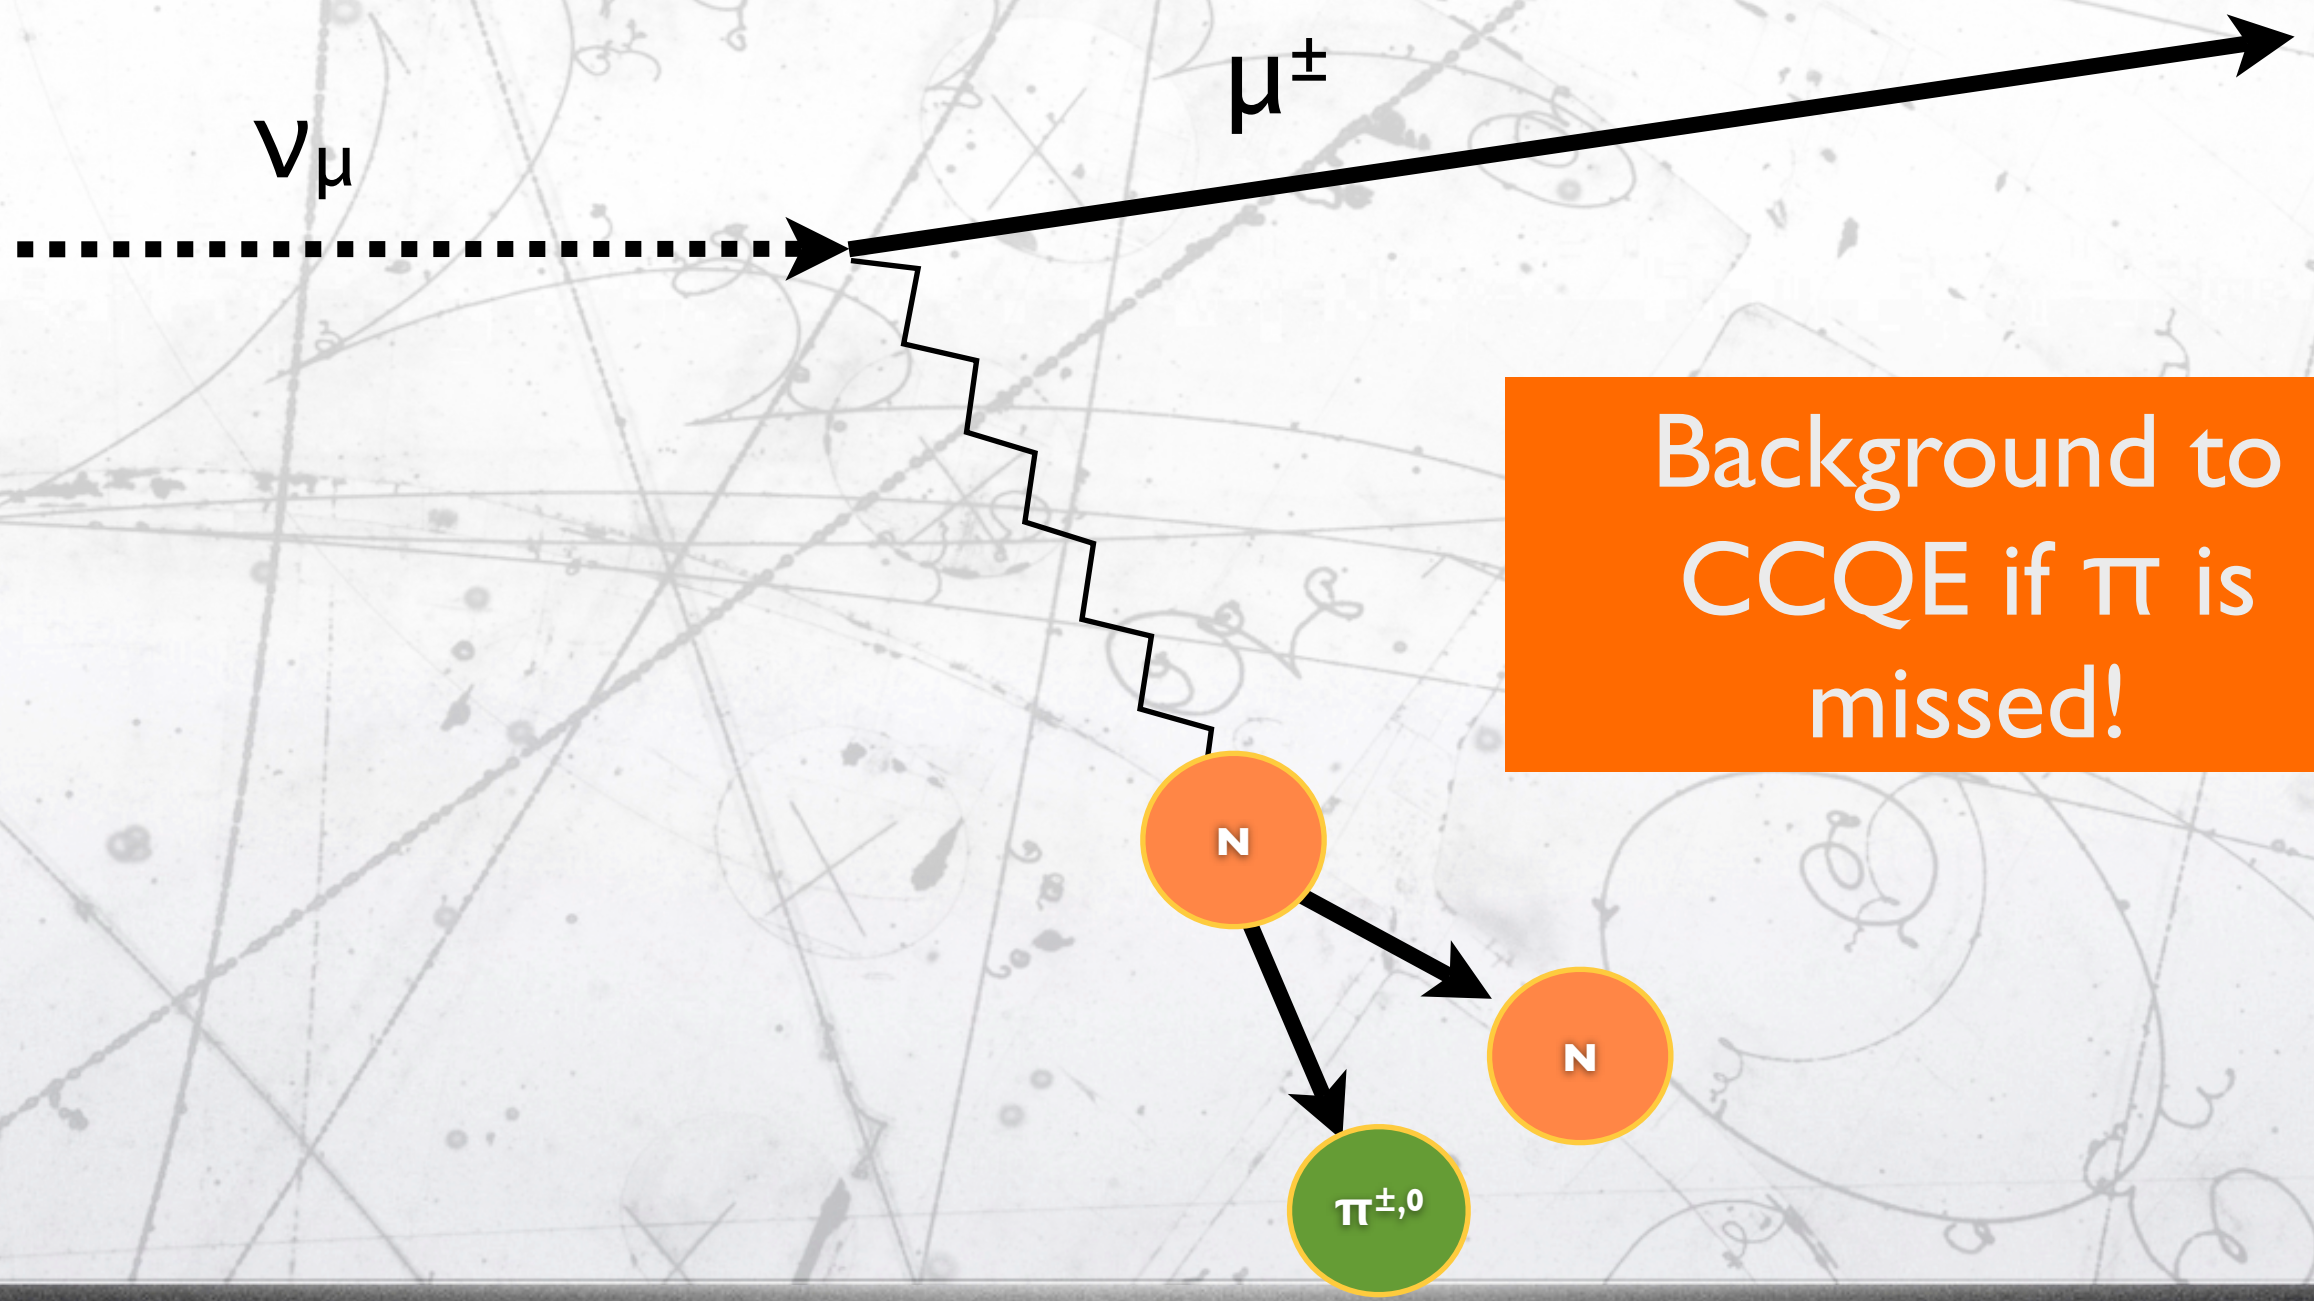 μ±
νμ
Background to
CCQE if π is
missed!
N
N
π±,0